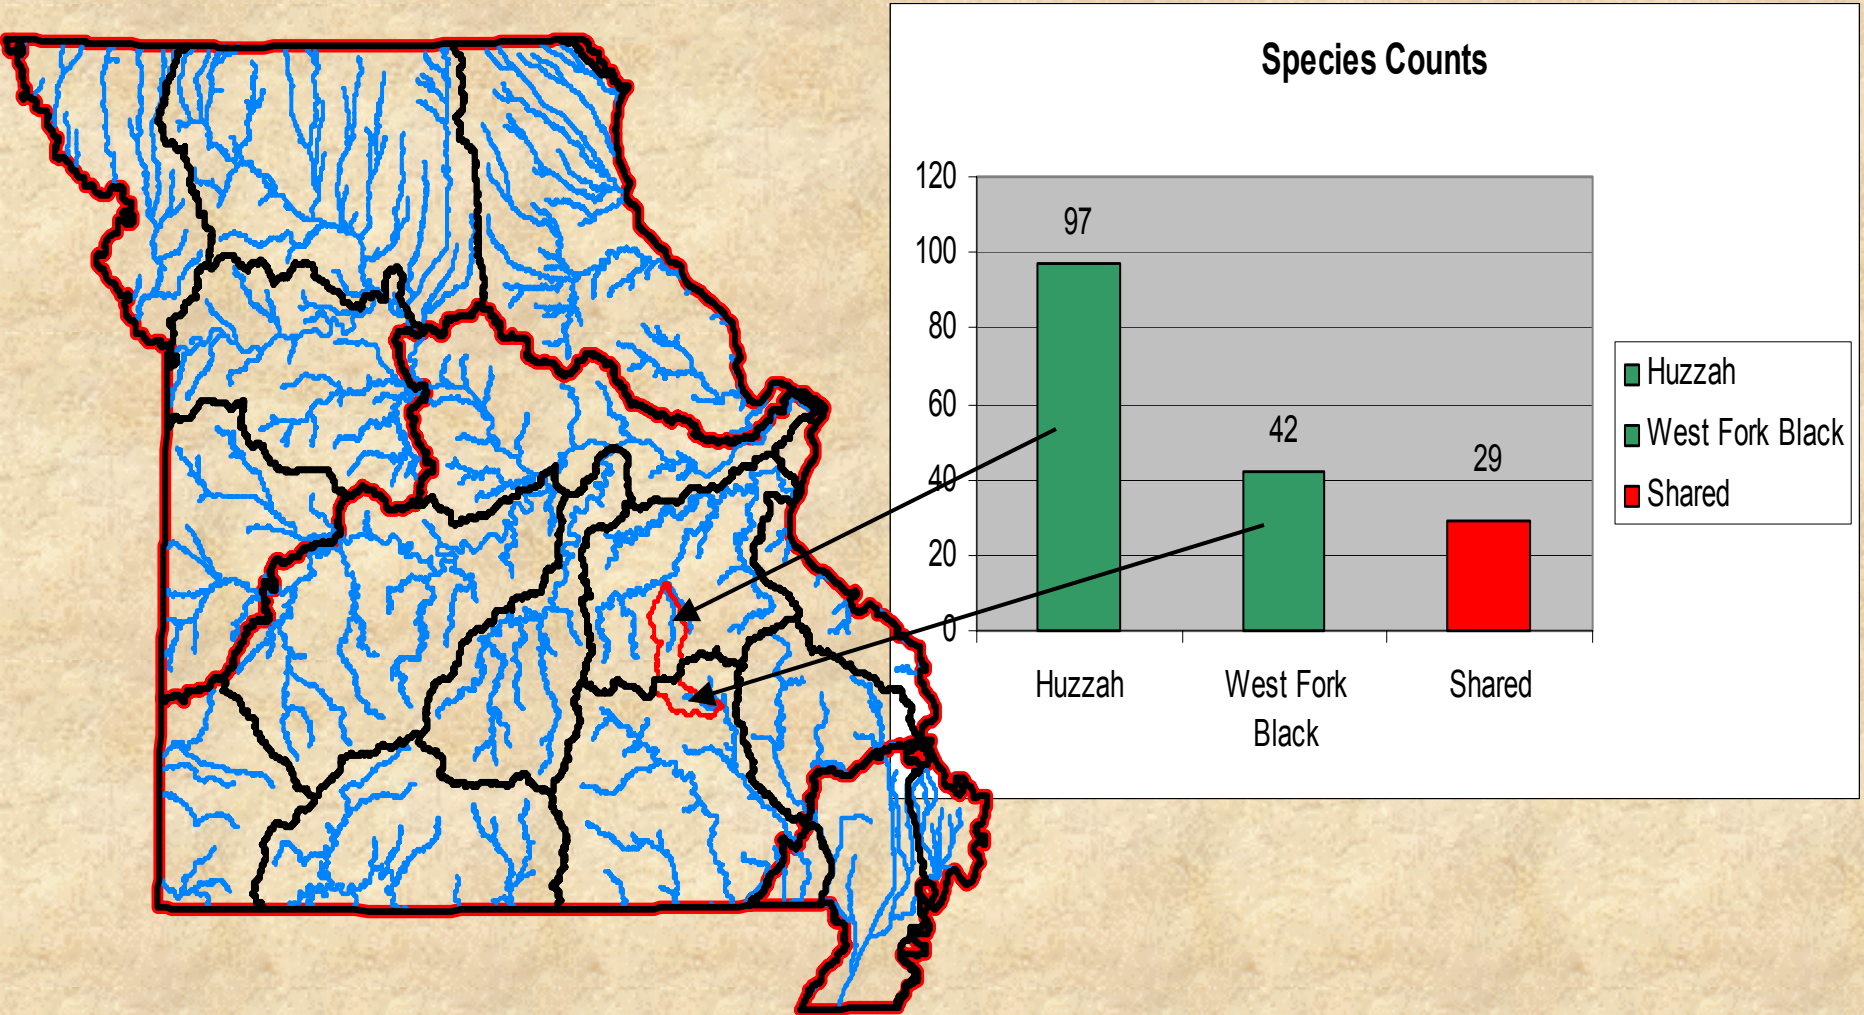 Species Counts
120
100
80
60
40
20
0
97
42
29
Huzzah
West Fork
Black
Shared
Huzzah
West Fork Black
Shared